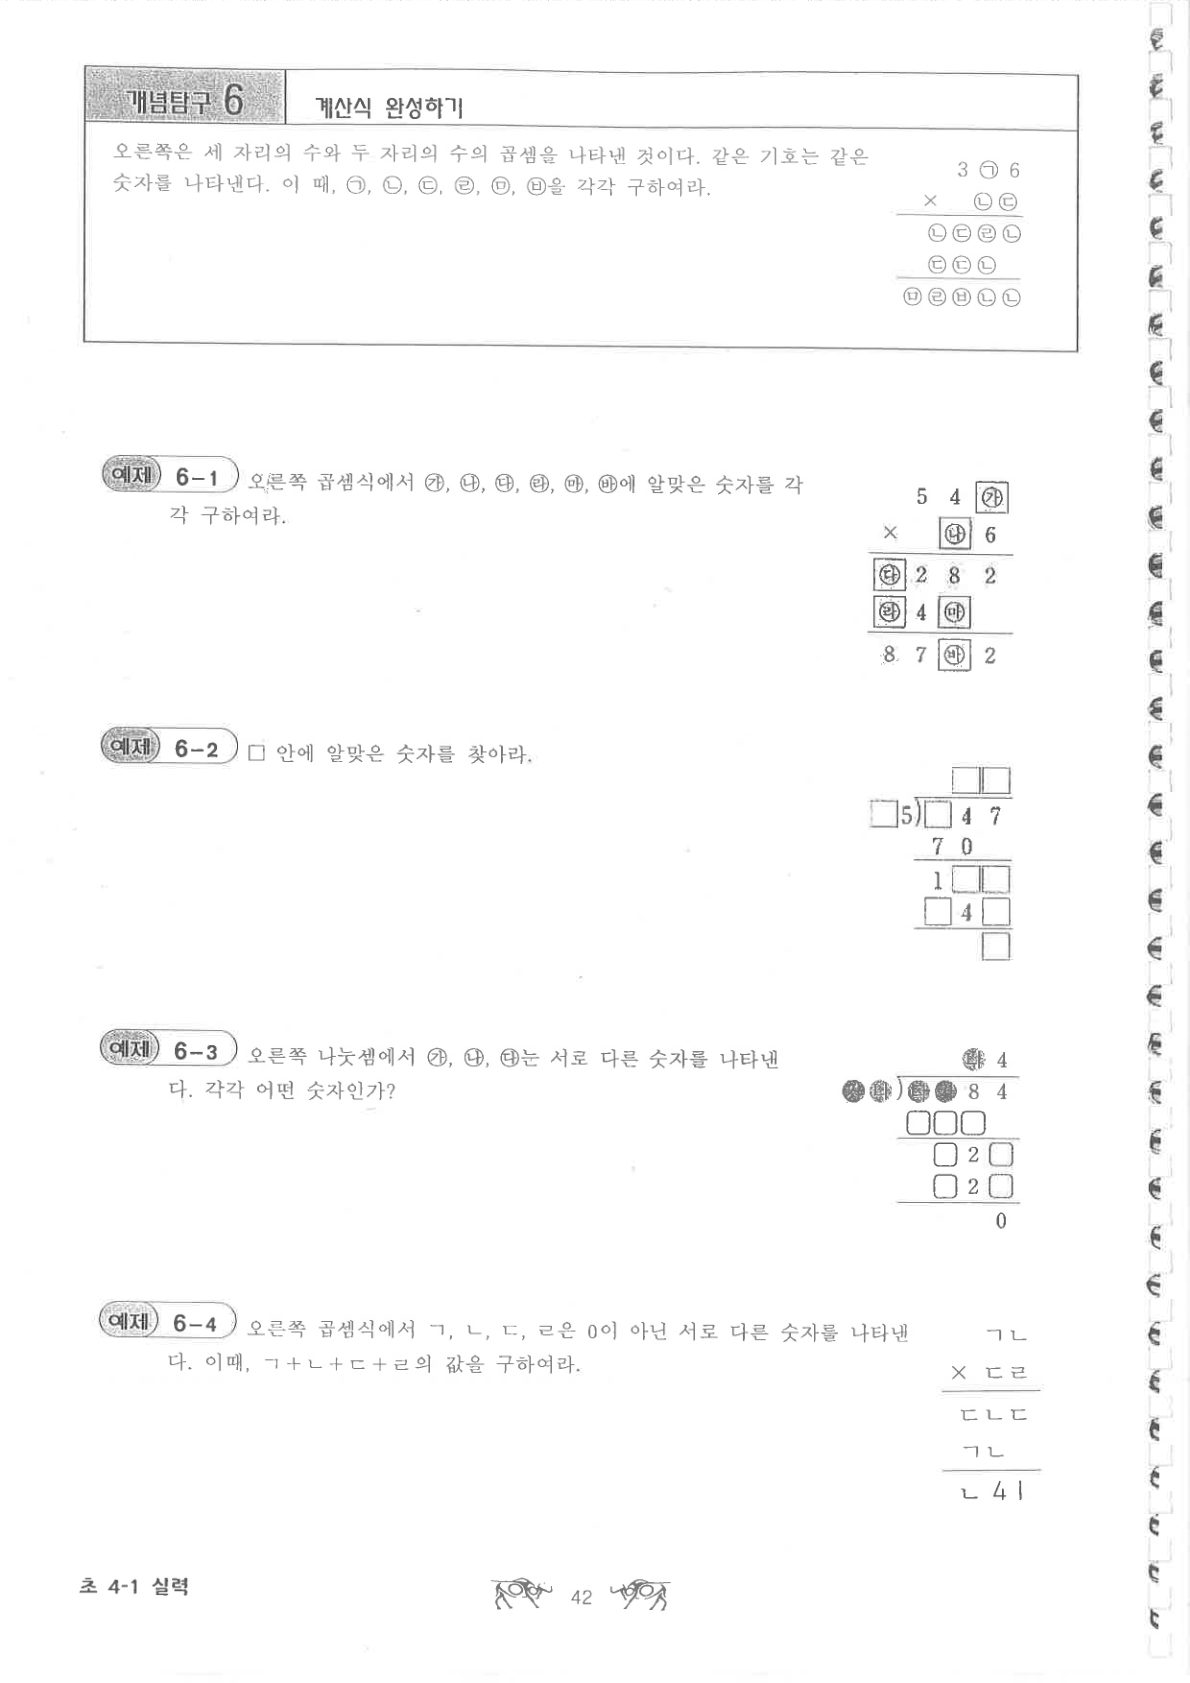 개념탐구 6 계산식 완성하기
오른쪽은 세 자리의 수와 두 자리의 수의 곱셈을 나타낸 것이다. 같은 기호는 같은
숫자를 나타낸다. 이 때, ㉠, ㉡, ㉢, ㉣, ㉤, ㉥을 각각 구하여라.
3 ㉠ 6
× ㉡ ㉢
㉡ ㉢ ㉣ ㉡
㉢ ㉢ ㉡
㉤ ㉣ ㉥ ㉡ ㉡
예제 6-1 오른쪽 곱셈식에서 ㉮, ㉯, ㉰, ㉱, ㉲, ㉳에 알맞은 숫자를 각
각 구하여라.
5 4 ㉮
× ㉯ 6
㉰ 2 8 2
㉱ 4 ㉲
8 7 ㉳ 2
예제 6-2 □ 안에 알맞은 숫자를 찾아라.
□ □
□ 5 ) □ 4 7
7 0
1 □ □
□ 4 □
□
예제 6-3 오른쪽 나눗셈에서 ㉮, ㉯, ㉰는 서로 다른 숫자를 나타낸
다. 각각 어떤 숫자인가?
4
) 8 4
□ □ □
□ 2 □
□ 2 □
0
예제 6-4 오른쪽 곱셈식에서 ㄱ, ㄴ, ㄷ, ㄹ은 0이 아닌 서로 다른 숫자를 나타낸
다. 이때, ㄱ+ㄴ+ㄷ+ㄹ의 값을 구하여라.
ㄱ ㄴ
× ㄷ ㄹ
ㄷ ㄴ ㄷ
ㄱ ㄴ
ㄴ 4 1
초 4-1 실력
42